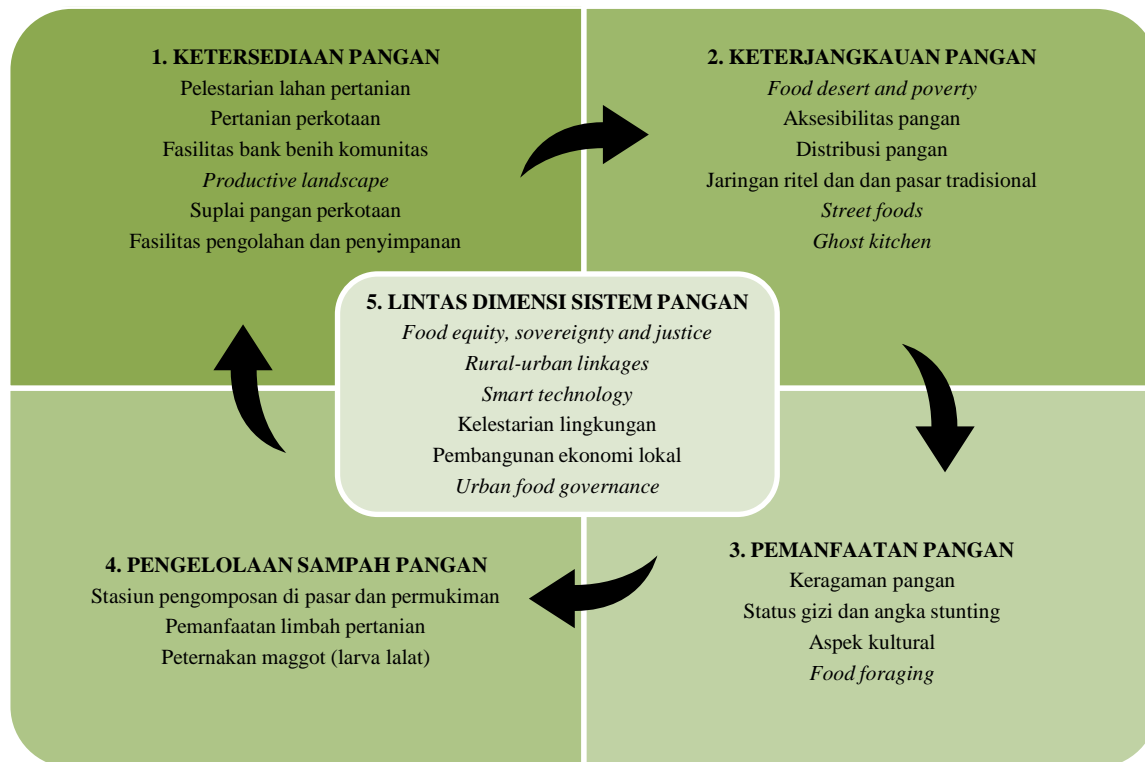 1. KETERSEDIAAN PANGAN
Pelestarian lahan pertanian
Pertanian perkotaan
Fasilitas bank benih komunitas
Productive landscape
Suplai pangan perkotaan
Fasilitas pengolahan dan penyimpanan
2. KETERJANGKAUAN PANGAN
Food desert and poverty
Aksesibilitas pangan
Distribusi pangan
Jaringan ritel dan dan pasar tradisional
Street foods
Ghost kitchen
5. LINTAS DIMENSI SISTEM PANGAN
Food equity, sovereignty and justice
Rural-urban linkages
Smart technology
Kelestarian lingkungan
Pembangunan ekonomi lokal
Urban food governance
4. PENGELOLAAN SAMPAH PANGAN
Stasiun pengomposan di pasar dan permukiman
Pemanfaatan limbah pertanian
Peternakan maggot (larva lalat)
3. PEMANFAATAN PANGAN
Keragaman pangan
Status gizi dan angka stunting
Aspek kultural
Food foraging